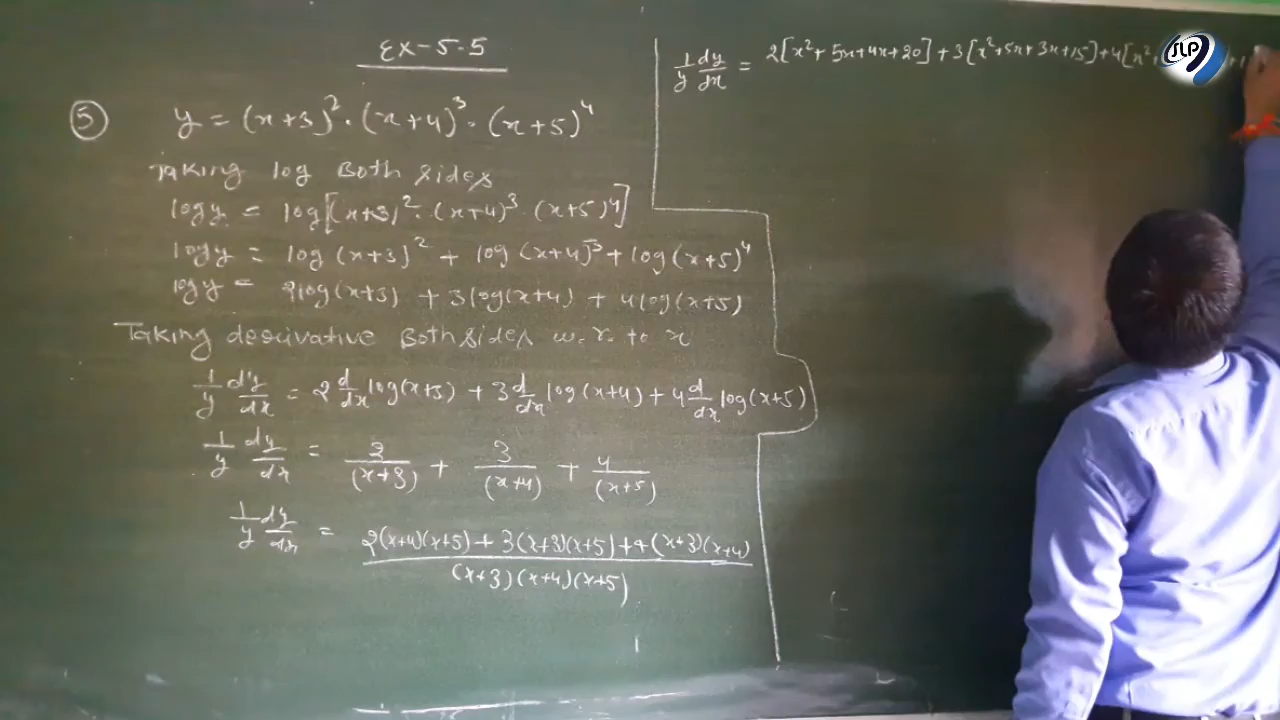 Ex-5.5
⑤ y = (x+3)² · (x+4)³ · (x+5)⁴
Taking log Both sides
log y = log[(x+3)² · (x+4)³ · (x+5)⁴]
log y = log(x+3)² + log(x+4)³ + log(x+5)⁴
log y = 2log(x+3) + 3log(x+4) + 4log(x+5)
Taking derivative Both sides w.r. to x
1/y dy/dx = 2 d/dx log(x+3) + 3 d/dx log(x+4) + 4 d/dx log(x+5)
1/y dy/dx = 2/(x+3) + 3/(x+4) + 4/(x+5)
1/y dy/dx = 2(x+4)(x+5) + 3(x+3)(x+5) + 4(x+3)(x+4) / (x+3)(x+4)(x+5)
1/y dy/dx = 2[x²+5x+4x+20] + 3[x²+5x+3x+15] + 4[x²
SLP